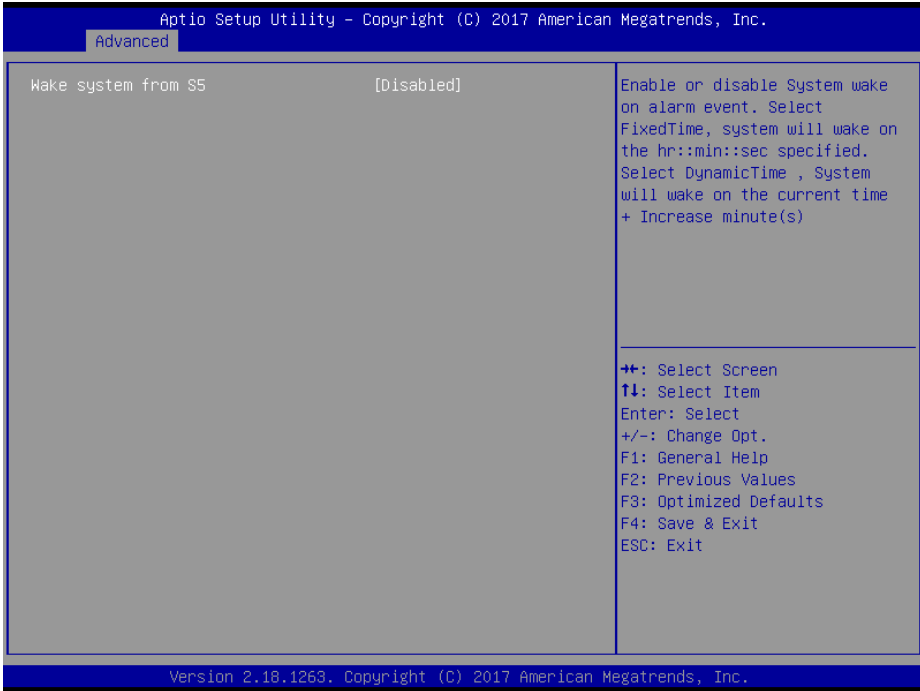 Aptio Setup Utility – Copyright (C) 2017 American Megatrends, Inc.
Advanced
Wake system from S5 [Disabled]
Enable or disable System wake
on alarm event. Select
FixedTime, system will wake on
the hr::min::sec specified.
Select DynamicTime , System
will wake on the current time
+ Increase minute(s)
→←: Select Screen
↑↓: Select Item
Enter: Select
+/-: Change Opt.
F1: General Help
F2: Previous Values
F3: Optimized Defaults
F4: Save & Exit
ESC: Exit
Version 2.18.1263. Copyright (C) 2017 American Megatrends, Inc.